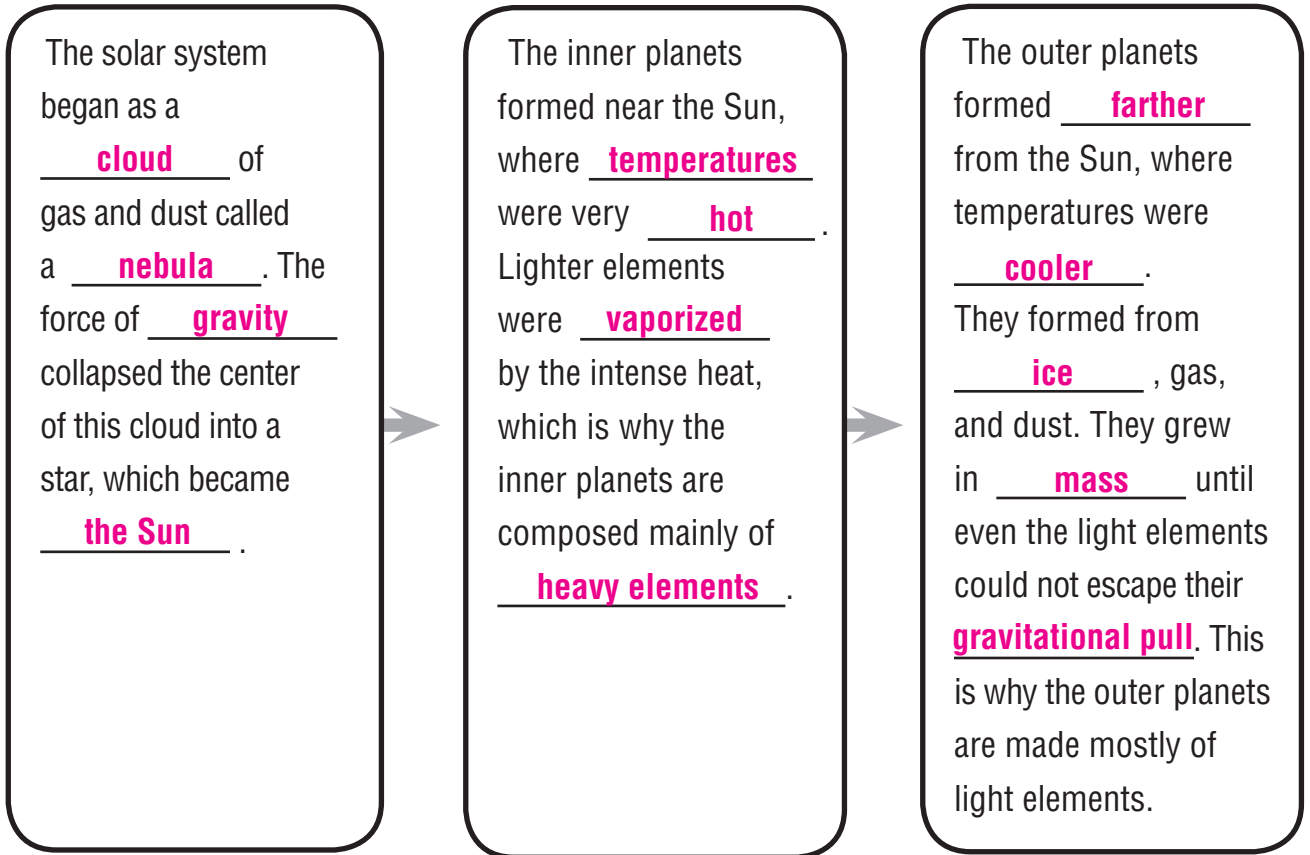 The solar system
began as a
cloud of
gas and dust called
a nebula. The
force of gravity
collapsed the center
of this cloud into a
star, which became
the Sun.
The inner planets
formed near the Sun,
where temperatures
were very hot.
Lighter elements
were vaporized
by the intense heat,
which is why the
inner planets are
composed mainly of
heavy elements.
The outer planets
formed farther
from the Sun, where
temperatures were
cooler.
They formed from
ice, gas,
and dust. They grew
in mass until
even the light elements
could not escape their
gravitational pull. This
is why the outer planets
are made mostly of
light elements.